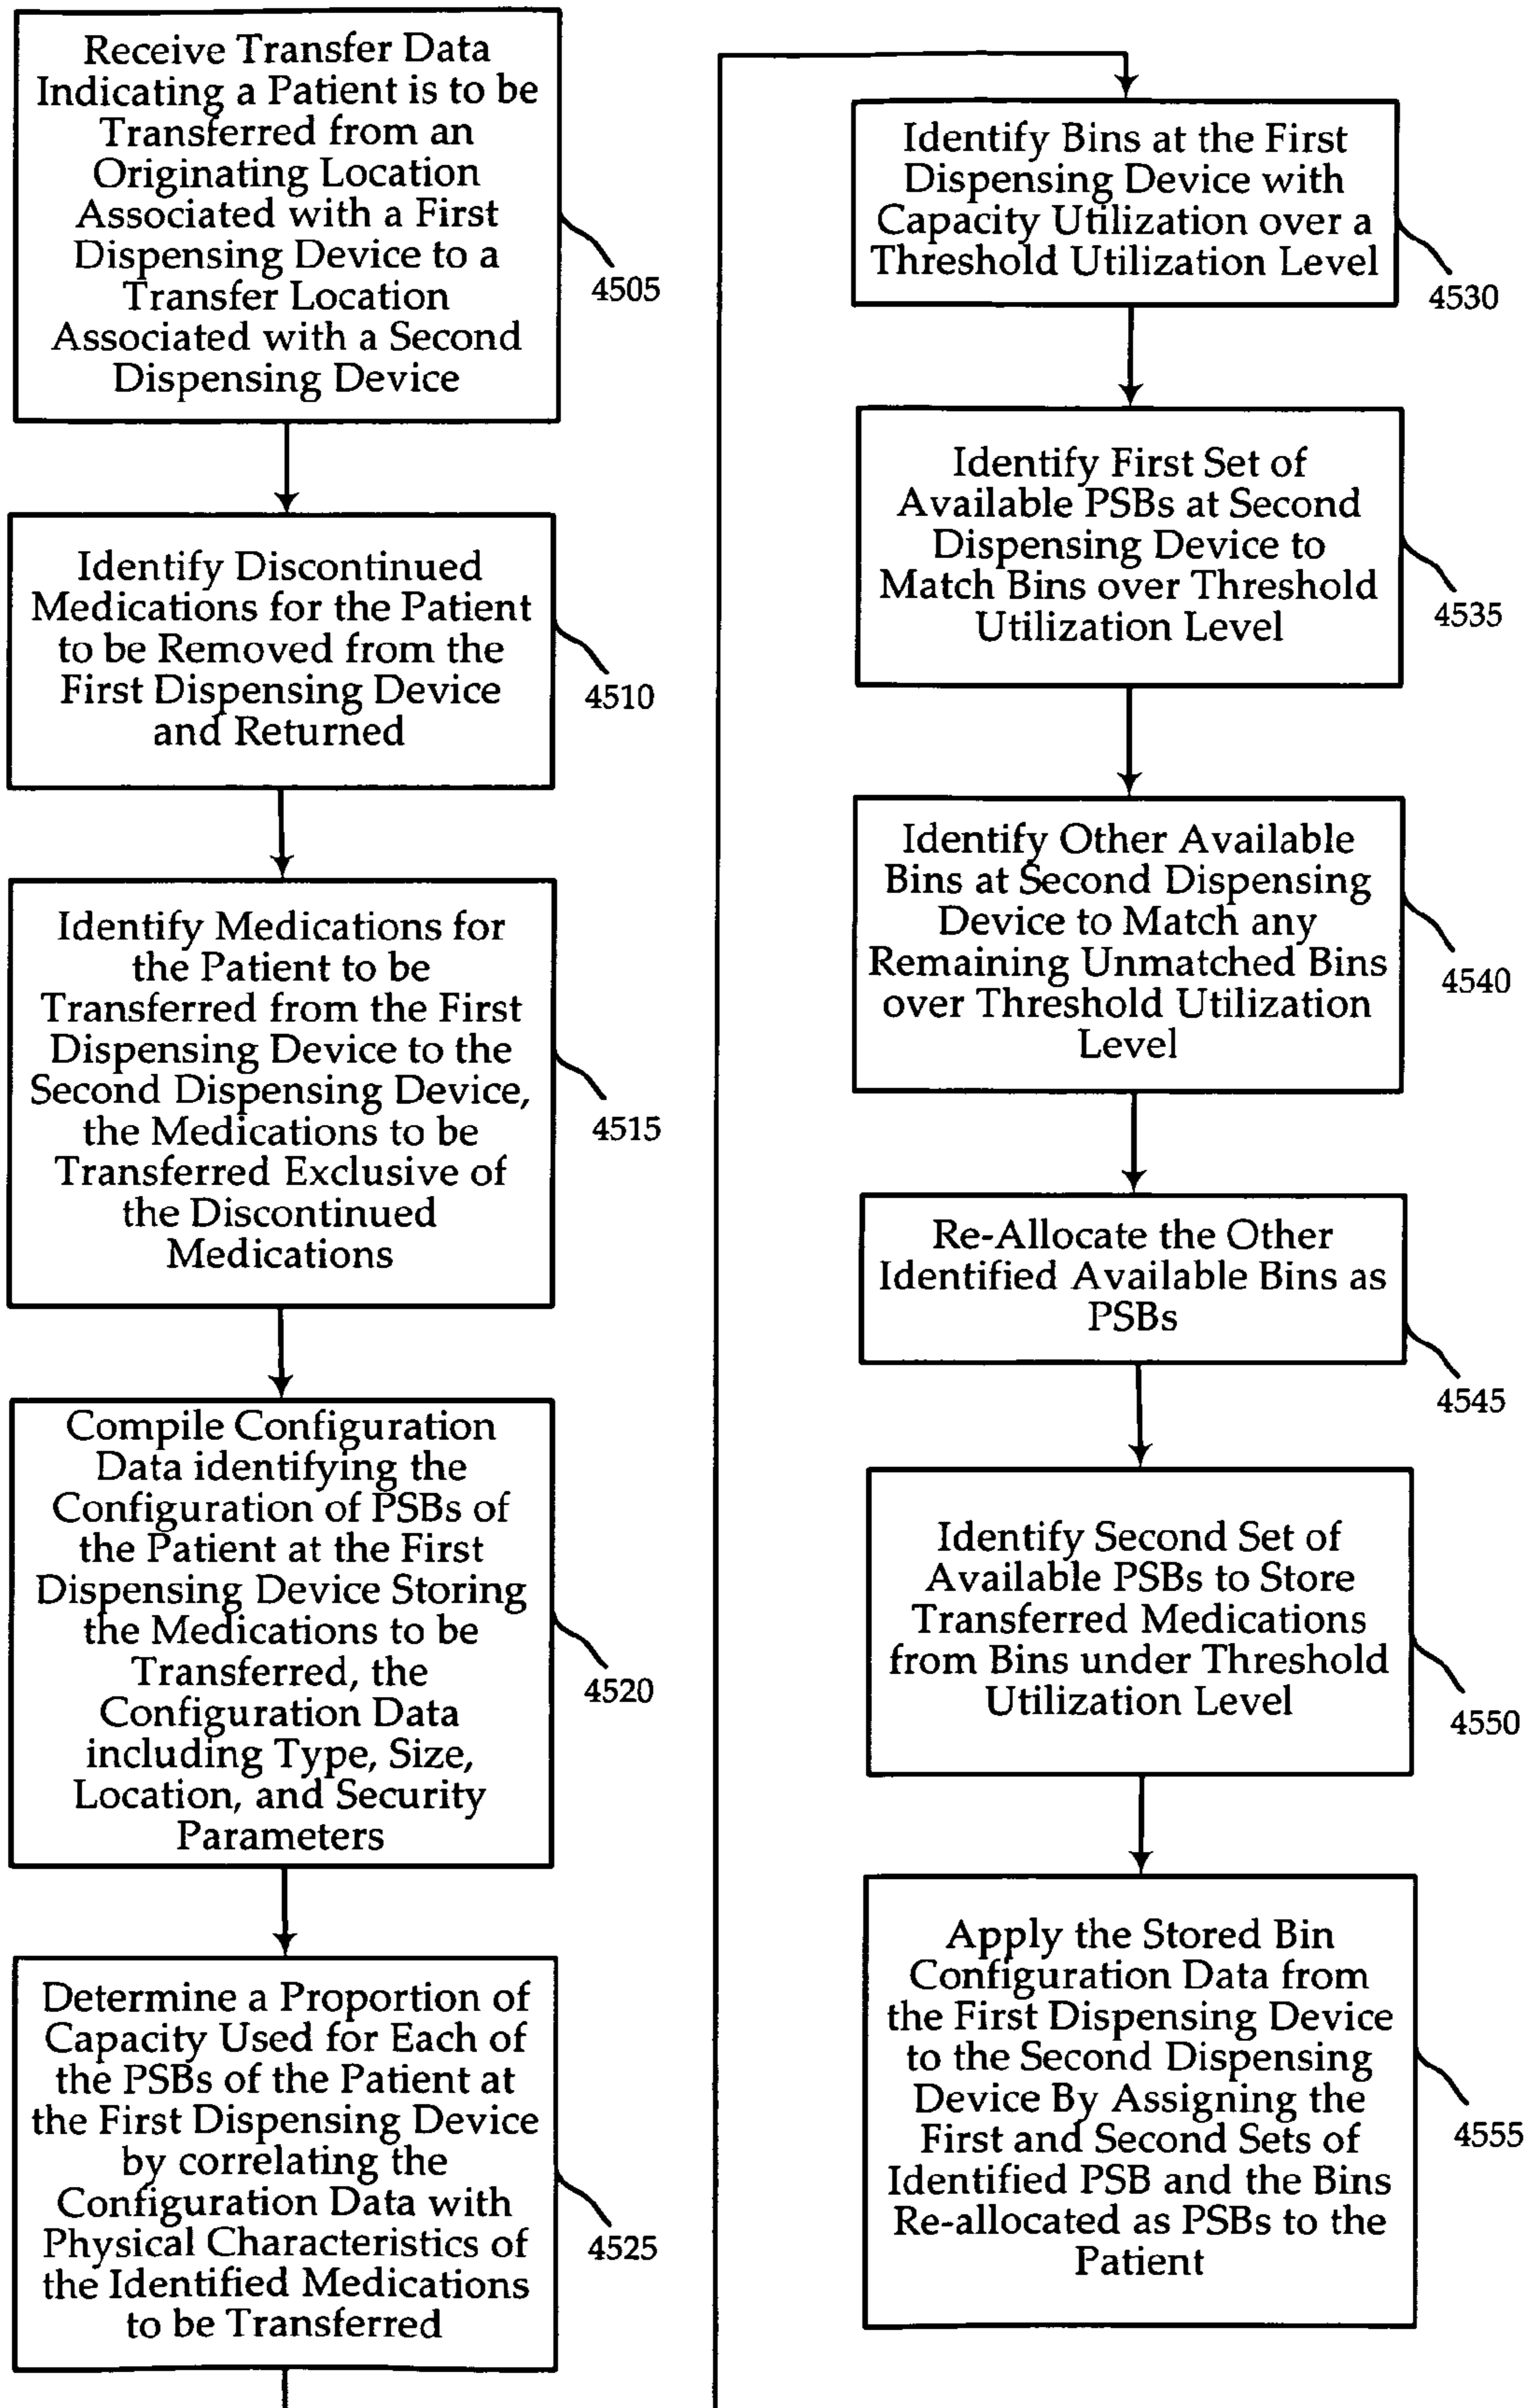 Receive Transfer Data
Indicating a Patient is to be
Transferred from an
Originating Location
Associated with a First
Dispensing Device to a
Transfer Location
Associated with a Second
Dispensing Device
4505
Identify Discontinued
Medications for the Patient
to be Removed from the
First Dispensing Device
and Returned
4510
Identify Medications for
the Patient to be
Transferred from the First
Dispensing Device to the
Second Dispensing Device,
the Medications to be
Transferred Exclusive of
the Discontinued
Medications
4515
Compile Configuration
Data identifying the
Configuration of PSBs of
the Patient at the First
Dispensing Device Storing
the Medications to be
Transferred, the
Configuration Data
including Type, Size,
Location, and Security
Parameters
4520
Determine a Proportion of
Capacity Used for Each of
the PSBs of the Patient at
the First Dispensing Device
by correlating the
Configuration Data with
Physical Characteristics of
the Identified Medications
to be Transferred
4525
Identify Bins at the First
Dispensing Device with
Capacity Utilization over a
Threshold Utilization Level
4530
Identify First Set of
Available PSBs at Second
Dispensing Device to
Match Bins over Threshold
Utilization Level
4535
Identify Other Available
Bins at Second Dispensing
Device to Match any
Remaining Unmatched Bins
over Threshold Utilization
Level
4540
Re-Allocate the Other
Identified Available Bins as
PSBs
4545
Identify Second Set of
Available PSBs to Store
Transferred Medications
from Bins under Threshold
Utilization Level
4550
Apply the Stored Bin
Configuration Data from
the First Dispensing Device
to the Second Dispensing
Device By Assigning the
First and Second Sets of
Identified PSB and the Bins
Re-allocated as PSBs to the
Patient
4555